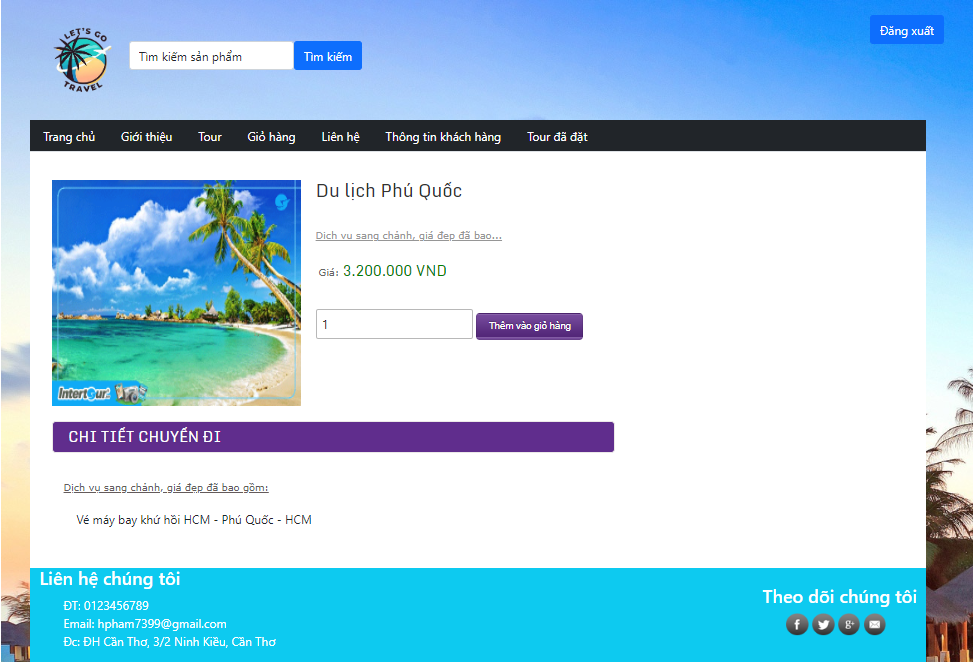 LET'S GO
TRAVEL
Tìm kiếm sản phẩm
Tìm kiếm
Đăng xuất
Trang chủ
Giới thiệu
Tour
Giỏ hàng
Liên hệ
Thông tin khách hàng
Tour đã đặt
Du lịch Phú Quốc
Dịch vụ sang chảnh, giá đẹp đã bao...
Giá: 3.200.000 VND
1
Thêm vào giỏ hàng
CHI TIẾT CHUYẾN ĐI
Dịch vụ sang chảnh, giá đẹp đã bao gồm:
Vé máy bay khứ hồi HCM - Phú Quốc - HCM
Liên hệ chúng tôi
ĐT: 0123456789
Email: hpham7399@gmail.com
Đc: ĐH Cần Thơ, 3/2 Ninh Kiều, Cần Thơ
Theo dõi chúng tôi